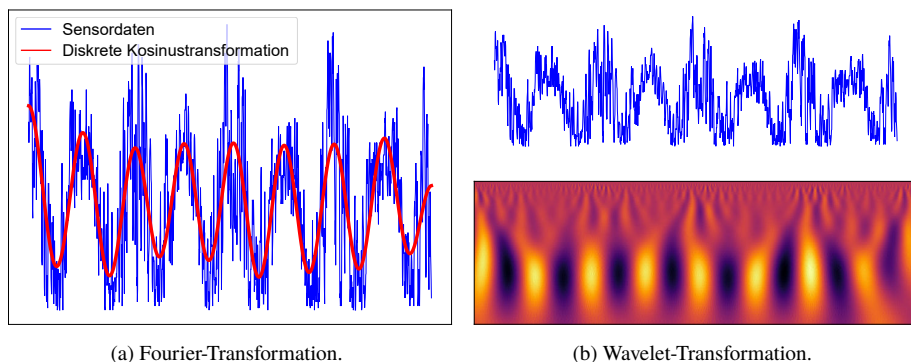 Sensordaten
Diskrete Kosinustransformation
(a) Fourier-Transformation.
(b) Wavelet-Transformation.